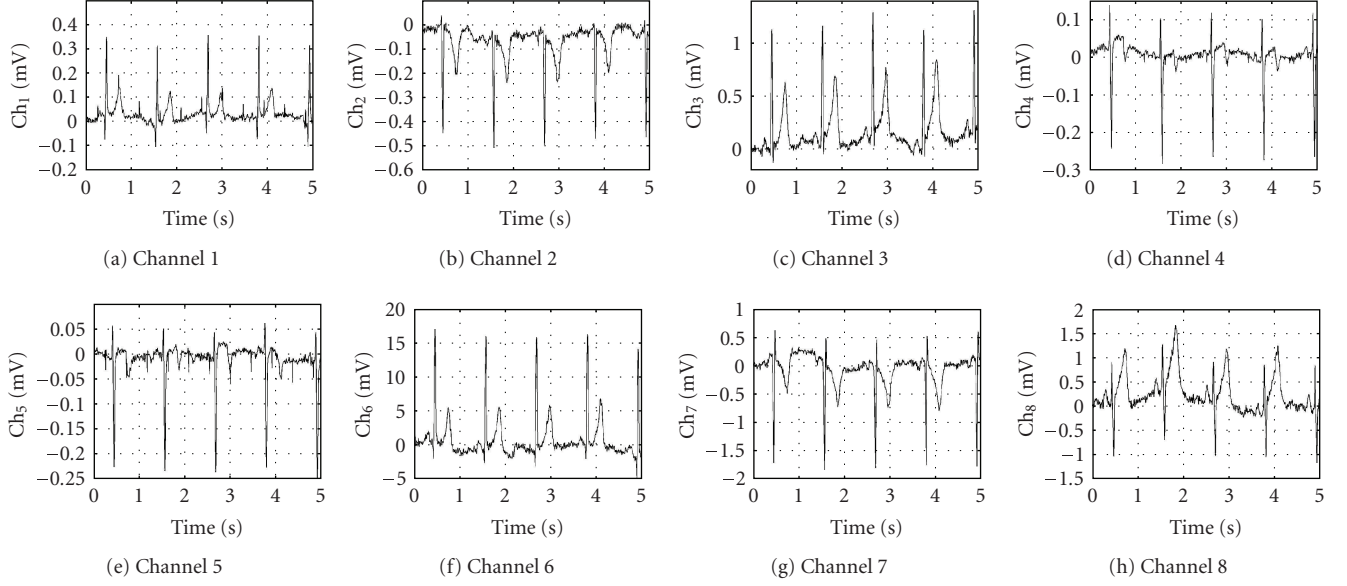 0.4
0.3
0.2
0.1
0
−0.1
−0.2
Ch1 (mV)
0 1 2 3 4 5
Time (s)
(a) Channel 1
0
−0.1
−0.2
−0.3
−0.4
−0.5
−0.6
Ch2 (mV)
0 1 2 3 4 5
Time (s)
(b) Channel 2
1
0.5
0
Ch3 (mV)
0 1 2 3 4 5
Time (s)
(c) Channel 3
0.1
0
−0.1
−0.2
−0.3
Ch4 (mV)
0 1 2 3 4 5
Time (s)
(d) Channel 4
0.05
0
−0.05
−0.1
−0.15
−0.2
−0.25
Ch5 (mV)
0 1 2 3 4 5
Time (s)
(e) Channel 5
20
15
10
5
0
−5
Ch6 (mV)
0 1 2 3 4 5
Time (s)
(f) Channel 6
1
0.5
0
−0.5
−1
−1.5
−2
Ch7 (mV)
0 1 2 3 4 5
Time (s)
(g) Channel 7
2
1.5
1
0.5
0
−0.5
−1
−1.5
Ch8 (mV)
0 1 2 3 4 5
Time (s)
(h) Channel 8